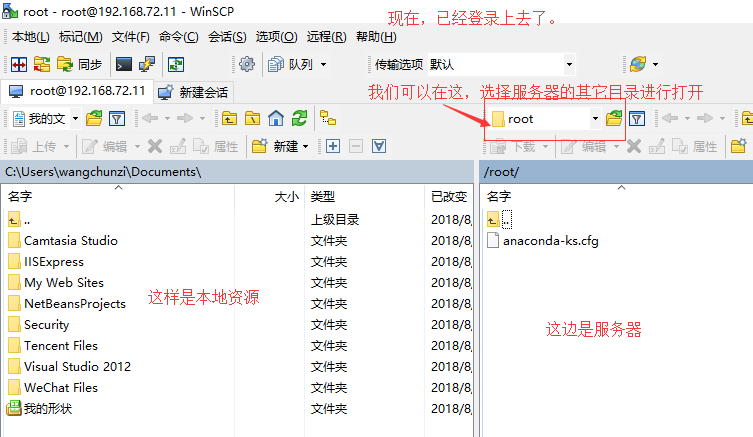 root - root@192.168.72.11 - WinSCP
现在，已经登录上去了。
本地(L) 标记(M) 文件(F) 命令(C) 会话(S) 选项(O) 远程(R) 帮助(H)
同步 队列 传输选项 默认
root@192.168.72.11 新建会话
我们可以在这，选择服务器的其它目录进行打开
我的文 root
上传 编辑 属性 新建 下载 编辑 属性
C:\Users\wangchunzi\Documents\ /root/
名字 大小 类型 已改变 名字
.. 上级目录 2018/8/ ..
Camtasia Studio 文件夹 2018/8/ anaconda-ks.cfg
IISExpress 文件夹 2018/8/
My Web Sites 文件夹 2018/8/
NetBeansProjects 文件夹 2018/8/
这样是本地资源
Security 文件夹 2018/8/
这边是服务器
Tencent Files 文件夹 2018/8/
Visual Studio 2012 文件夹 2018/8/
WeChat Files 文件夹 2018/8/
我的形状 文件夹 2018/8/